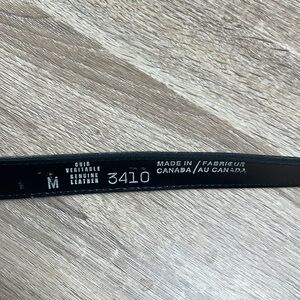 M
CUIR
VERITABLE
GENUINE
LEATHER
3410
MADE IN / FABRIQUE
CANADA / AU CANADA